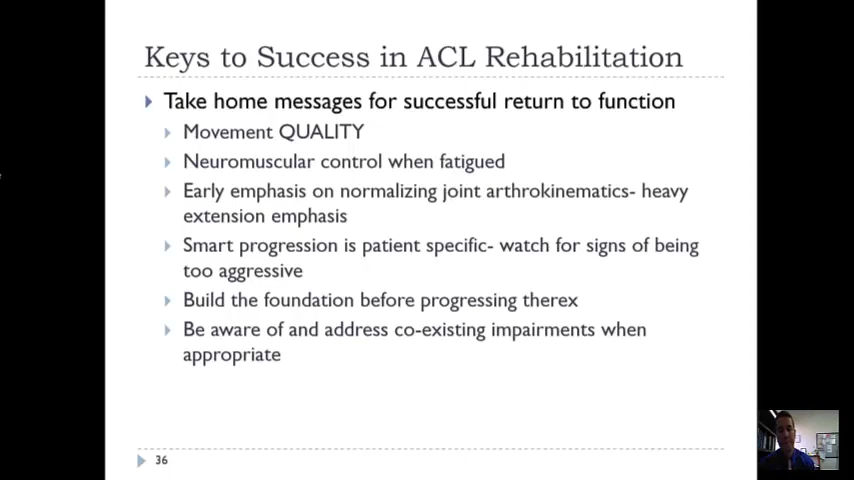 Keys to Success in ACL Rehabilitation
Take home messages for successful return to function
Movement QUALITY
Neuromuscular control when fatigued
Early emphasis on normalizing joint arthrokinematics- heavy
extension emphasis
Smart progression is patient specific- watch for signs of being
too aggressive
Build the foundation before progressing therex
Be aware of and address co-existing impairments when
appropriate
36